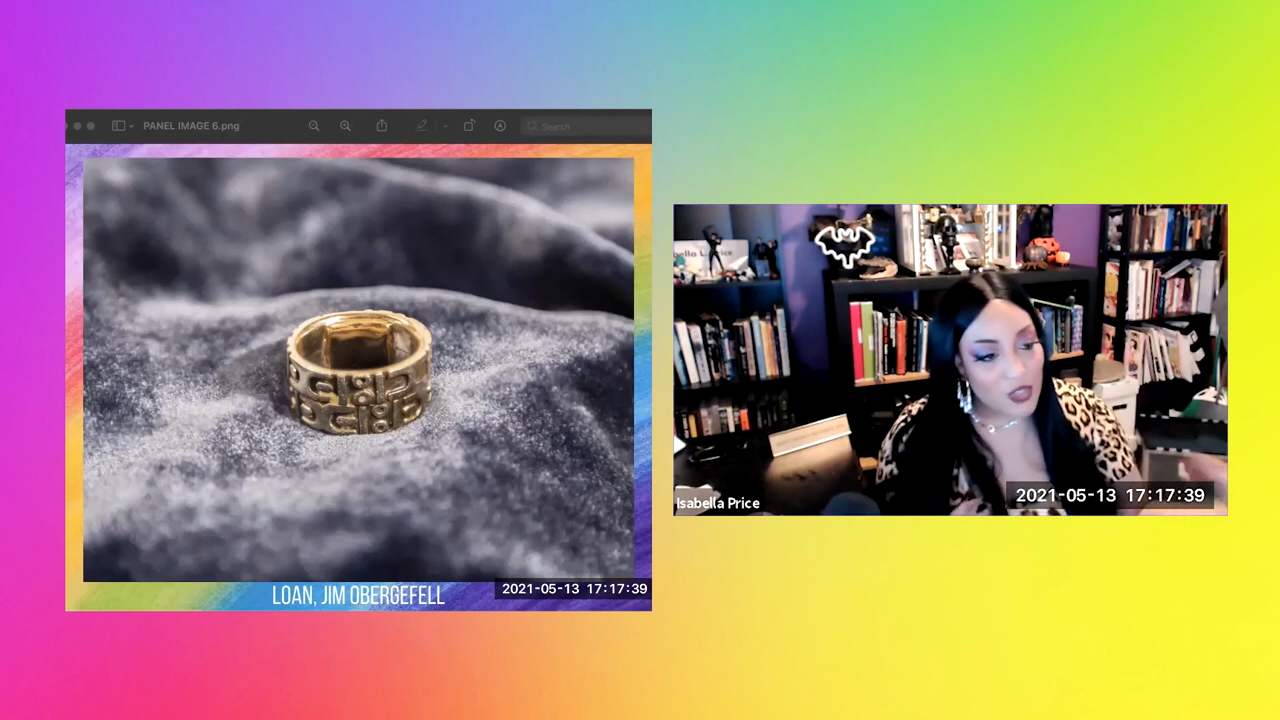 PANEL IMAGE 6.png
Search
LOAN, JIM OBERGEFELL
2021-05-13 17:17:39
Isabella Price
2021-05-13 17:17:39